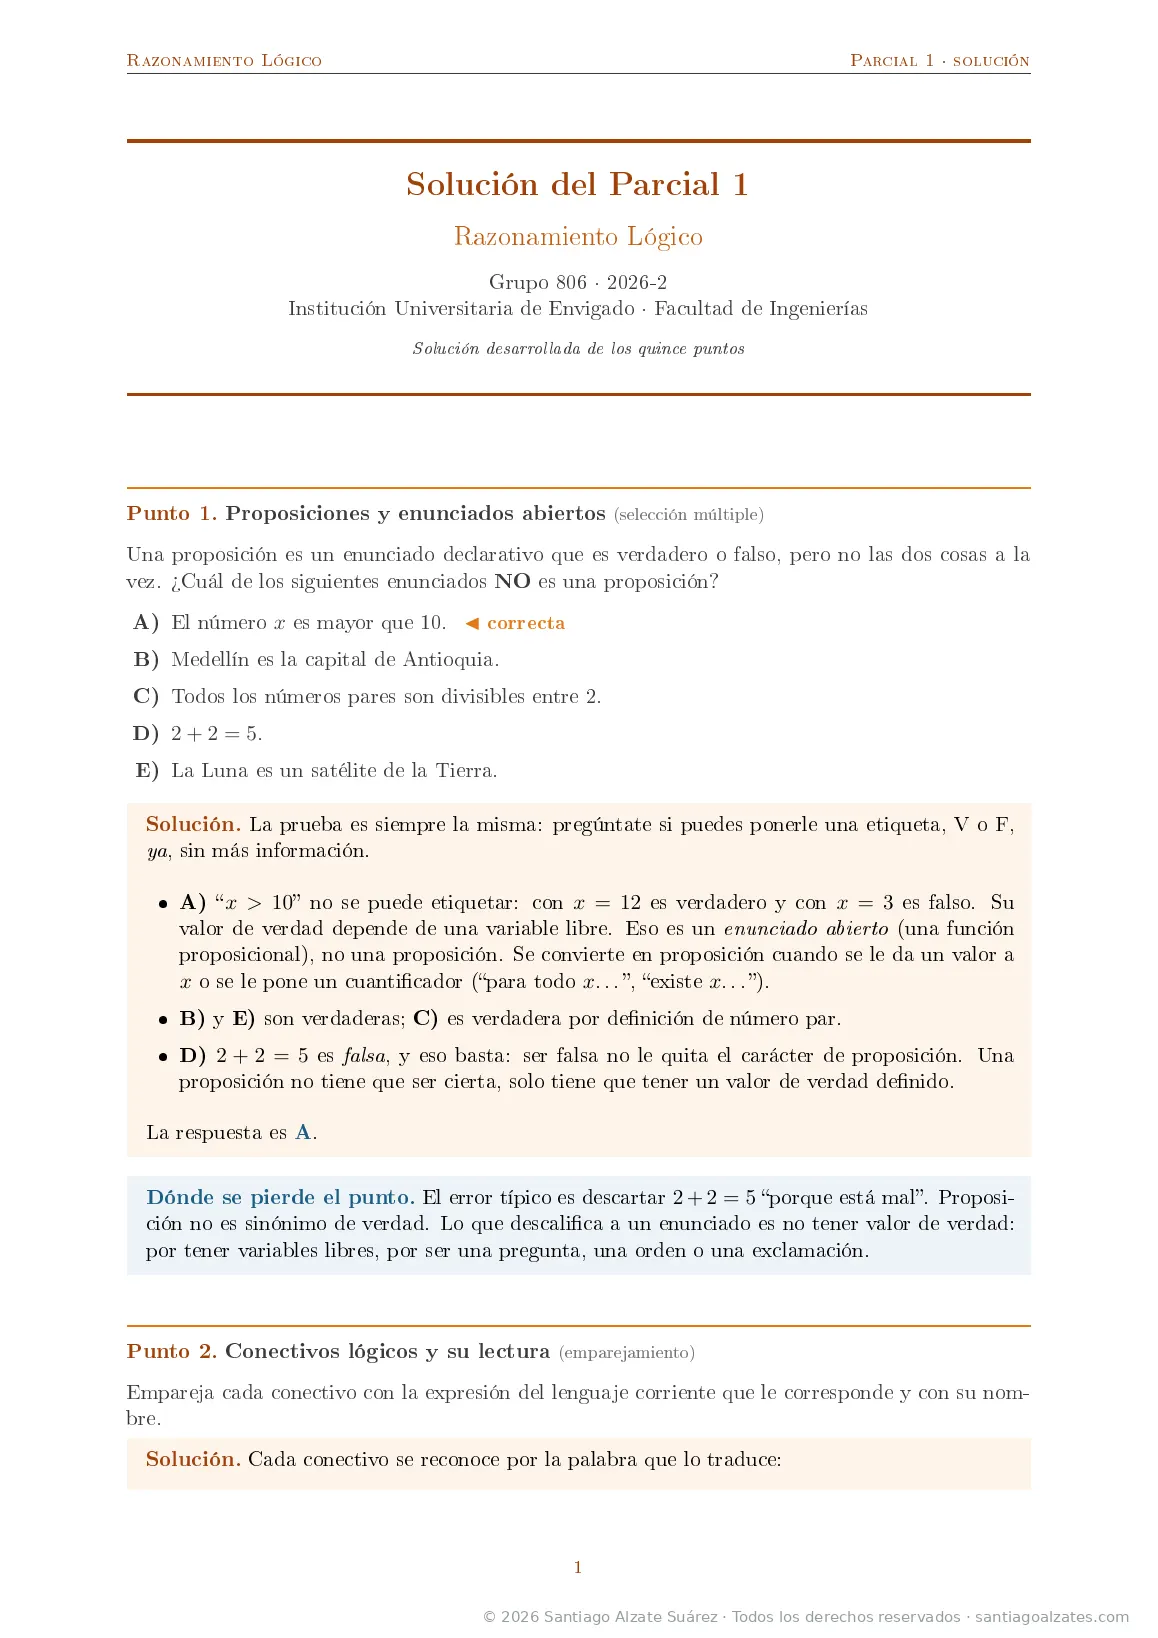 Razonamiento Lógico
Parcial 1 · solución
Solución del Parcial 1
Razonamiento Lógico
Grupo 806 · 2026-2
Institución Universitaria de Envigado · Facultad de Ingenierías
Solución desarrollada de los quince puntos
Punto 1. Proposiciones y enunciados abiertos (selección múltiple)
Una proposición es un enunciado declarativo que es verdadero o falso, pero no las dos cosas a la
vez. ¿Cuál de los siguientes enunciados NO es una proposición?
A) El número x es mayor que 10. ◄ correcta
B) Medellín es la capital de Antioquia.
C) Todos los números pares son divisibles entre 2.
D) 2 + 2 = 5.
E) La Luna es un satélite de la Tierra.
Solución. La prueba es siempre la misma: pregúntate si puedes ponerle una etiqueta, V o F,
ya, sin más información.
• A) “x > 10” no se puede etiquetar: con x = 12 es verdadero y con x = 3 es falso. Su
valor de verdad depende de una variable libre. Eso es un enunciado abierto (una función
proposicional), no una proposición. Se convierte en proposición cuando se le da un valor a
x o se le pone un cuantificador (“para todo x…”, “existe x…”).
• B) y E) son verdaderas; C) es verdadera por definición de número par.
• D) 2 + 2 = 5 es falsa, y eso basta: ser falsa no le quita el carácter de proposición. Una
proposición no tiene que ser cierta, solo tiene que tener un valor de verdad definido.
La respuesta es A.
Dónde se pierde el punto. El error típico es descartar 2 + 2 = 5 “porque está mal”. Proposi-
ción no es sinónimo de verdad. Lo que descalifica a un enunciado es no tener valor de verdad:
por tener variables libres, por ser una pregunta, una orden o una exclamación.
Punto 2. Conectivos lógicos y su lectura (emparejamiento)
Empareja cada conectivo con la expresión del lenguaje corriente que le corresponde y con su nom-
bre.
Solución. Cada conectivo se reconoce por la palabra que lo traduce:
1
© 2026 Santiago Alzate Suárez · Todos los derechos reservados · santiagoalzates.com